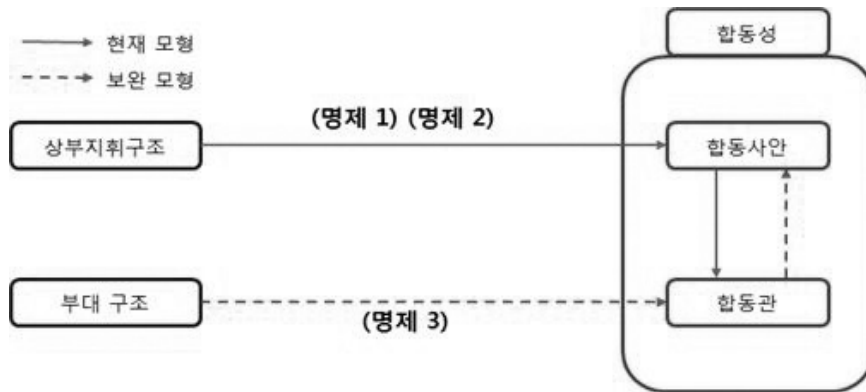 현재 모형
보완 모형
합동성
(명제 1) (명제 2)
상부지휘구조
합동사안
부대 구조
(명제 3)
합동관